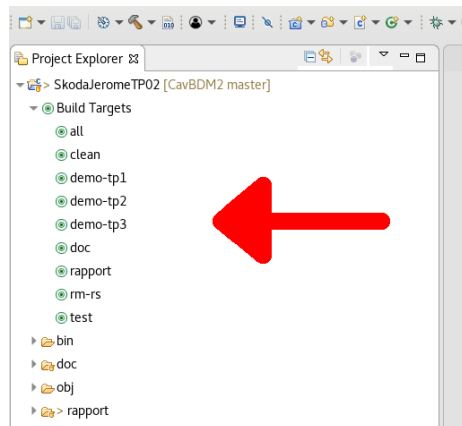 Project Explorer
> SkodaJeromeTP02 [CavBDM2 master]
Build Targets
all
clean
demo-tp1
demo-tp2
demo-tp3
doc
rapport
rm-rs
test
bin
doc
obj
> rapport